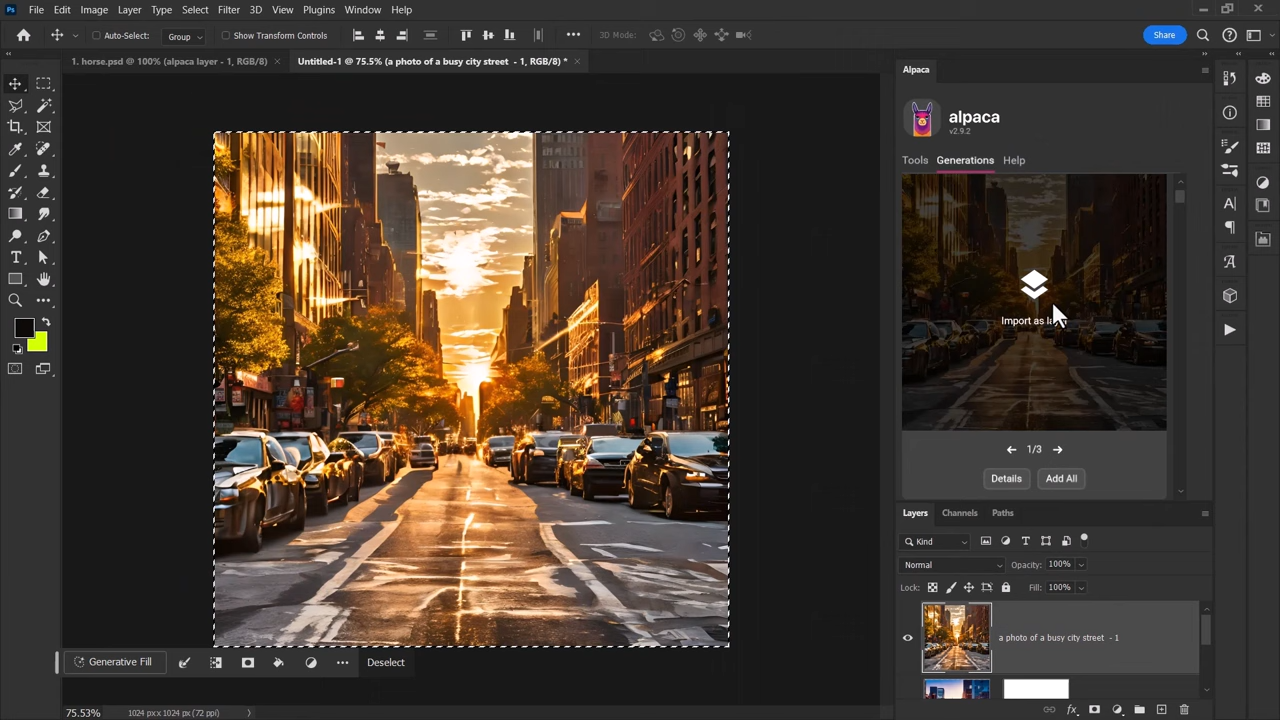 Ps File Edit Image Layer Type Select Filter 3D View Plugins Window Help
Auto-Select: Group Show Transform Controls 3D Mode: Share
1. horse.psd @ 100% (alpaca layer - 1, RGB/8) × Untitled-1 @ 75.5% (a photo of a busy city street - 1, RGB/8) * ×
Alpaca
alpaca
v2.9.2
Tools Generations Help
Import as la
1/3
Details Add All
Layers Channels Paths
Kind
Normal Opacity: 100%
Lock: Fill: 100%
a photo of a busy city street - 1
Generative Fill Deselect
75.53% 1024 px x 1024 px (72 ppi)